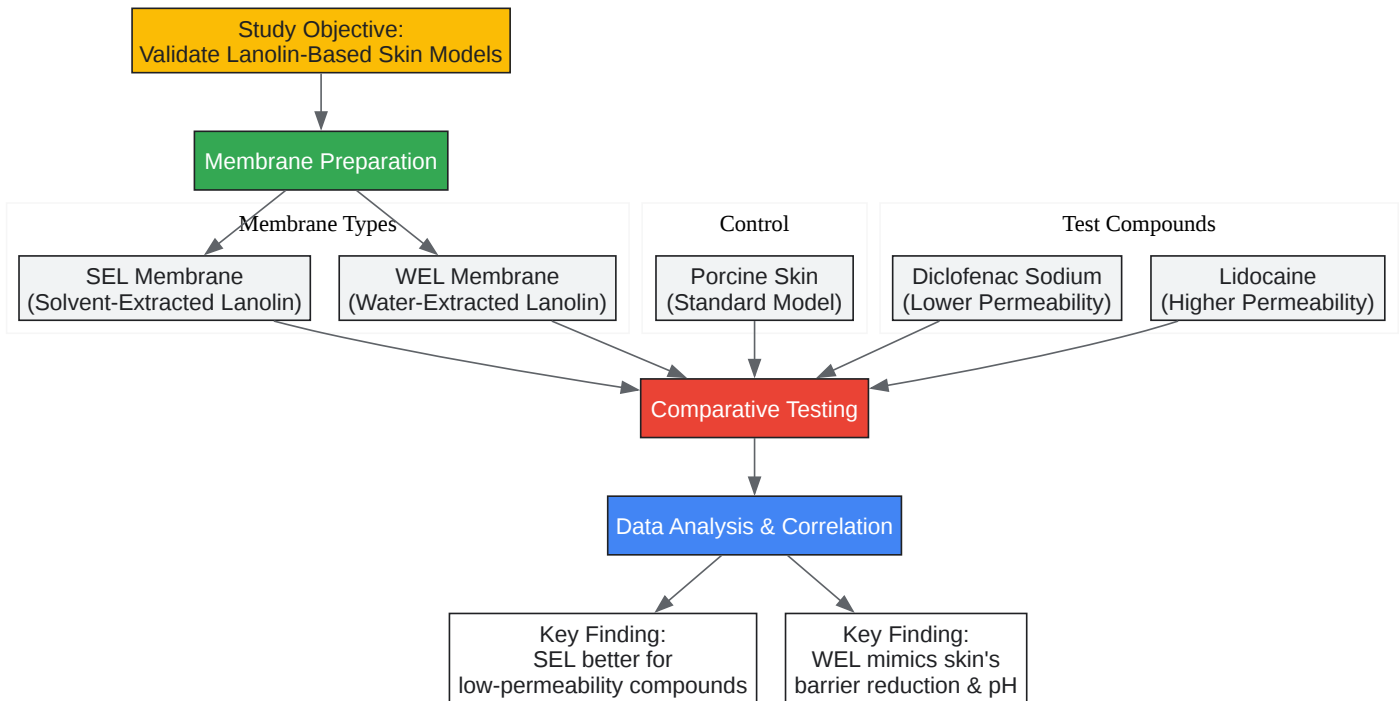 Study Objective:
Validate Lanolin-Based Skin Models
Membrane Preparation
Membrane Types
Control
Test Compounds
SEL Membrane
(Solvent-Extracted Lanolin)
WEL Membrane
(Water-Extracted Lanolin)
Porcine Skin
(Standard Model)
Diclofenac Sodium
(Lower Permeability)
Lidocaine
(Higher Permeability)
Comparative Testing
Data Analysis & Correlation
Key Finding:
SEL better for
low-permeability compounds
Key Finding:
WEL mimics skin's
barrier reduction & pH